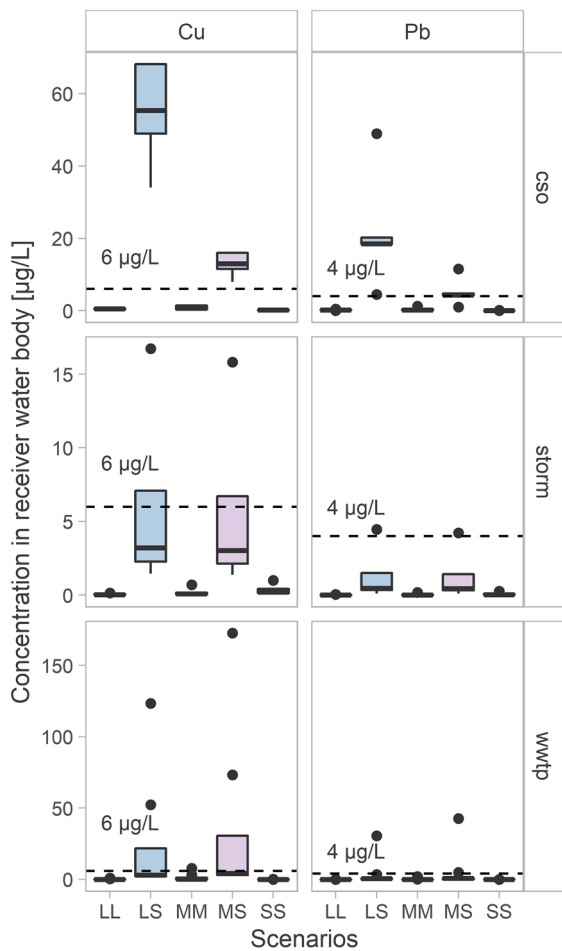 Cu Pb
Concentration in receiver water body [µg/L]
60
40
20
0
6 µg/L
4 µg/L
cso
15
10
5
0
6 µg/L
4 µg/L
storm
150
100
50
0
6 µg/L
4 µg/L
wwtp
LL LS MM MS SS LL LS MM MS SS
Scenarios